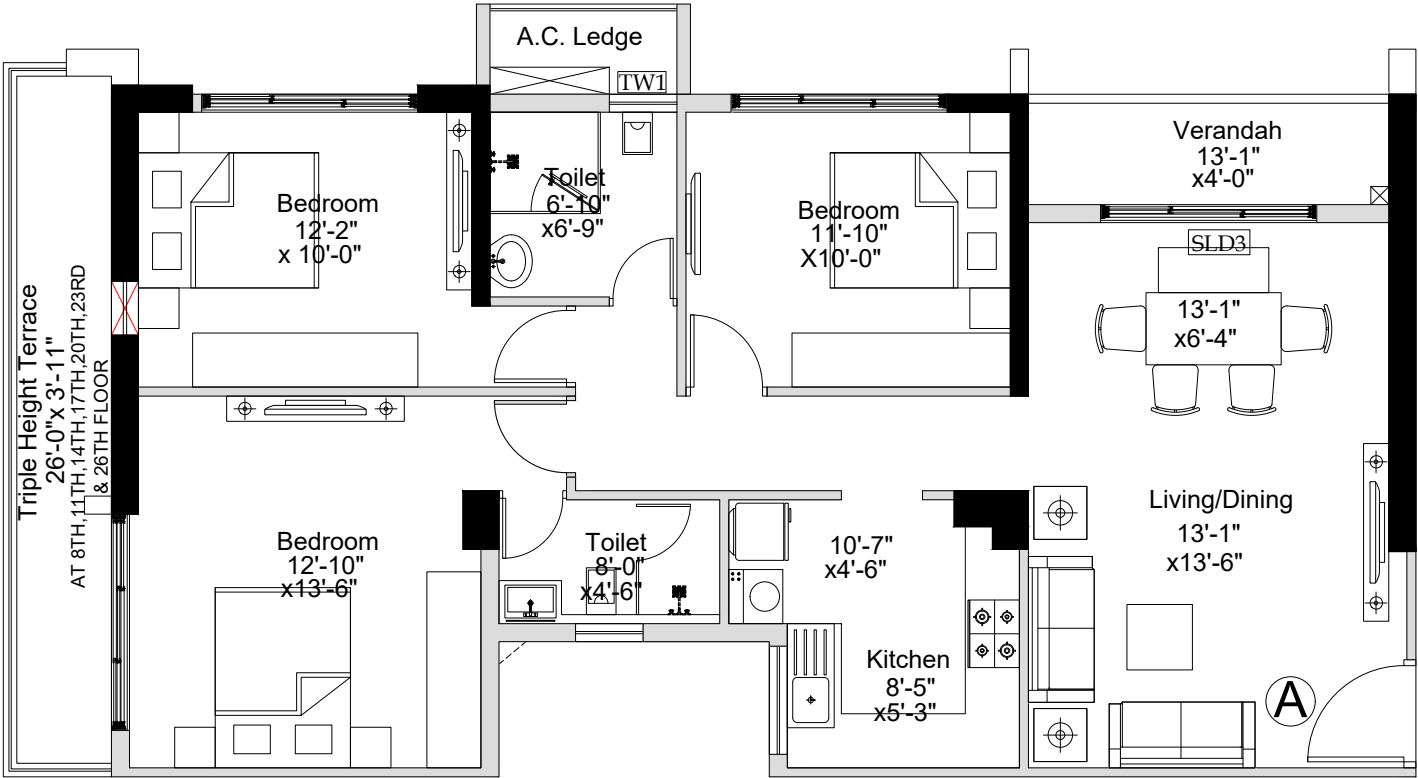 A.C. Ledge
TW1
Verandah
13'-1"
x4'-0"
Bedroom
12'-2"
x 10'-0"
Toilet
6'-10"
x6'-9"
Bedroom
11'-10"
X10'-0"
SLD3
13'-1"
x6'-4"
Triple Height Terrace
26'-0"x 3'-11"
AT 8TH,11TH,14TH,17TH,20TH,23RD
& 26TH FLOOR
Bedroom
12'-10"
x13'-6"
Toilet
8'-0"
x4'-6"
10'-7"
x4'-6"
Living/Dining
13'-1"
x13'-6"
Kitchen
8'-5"
x5'-3"
A